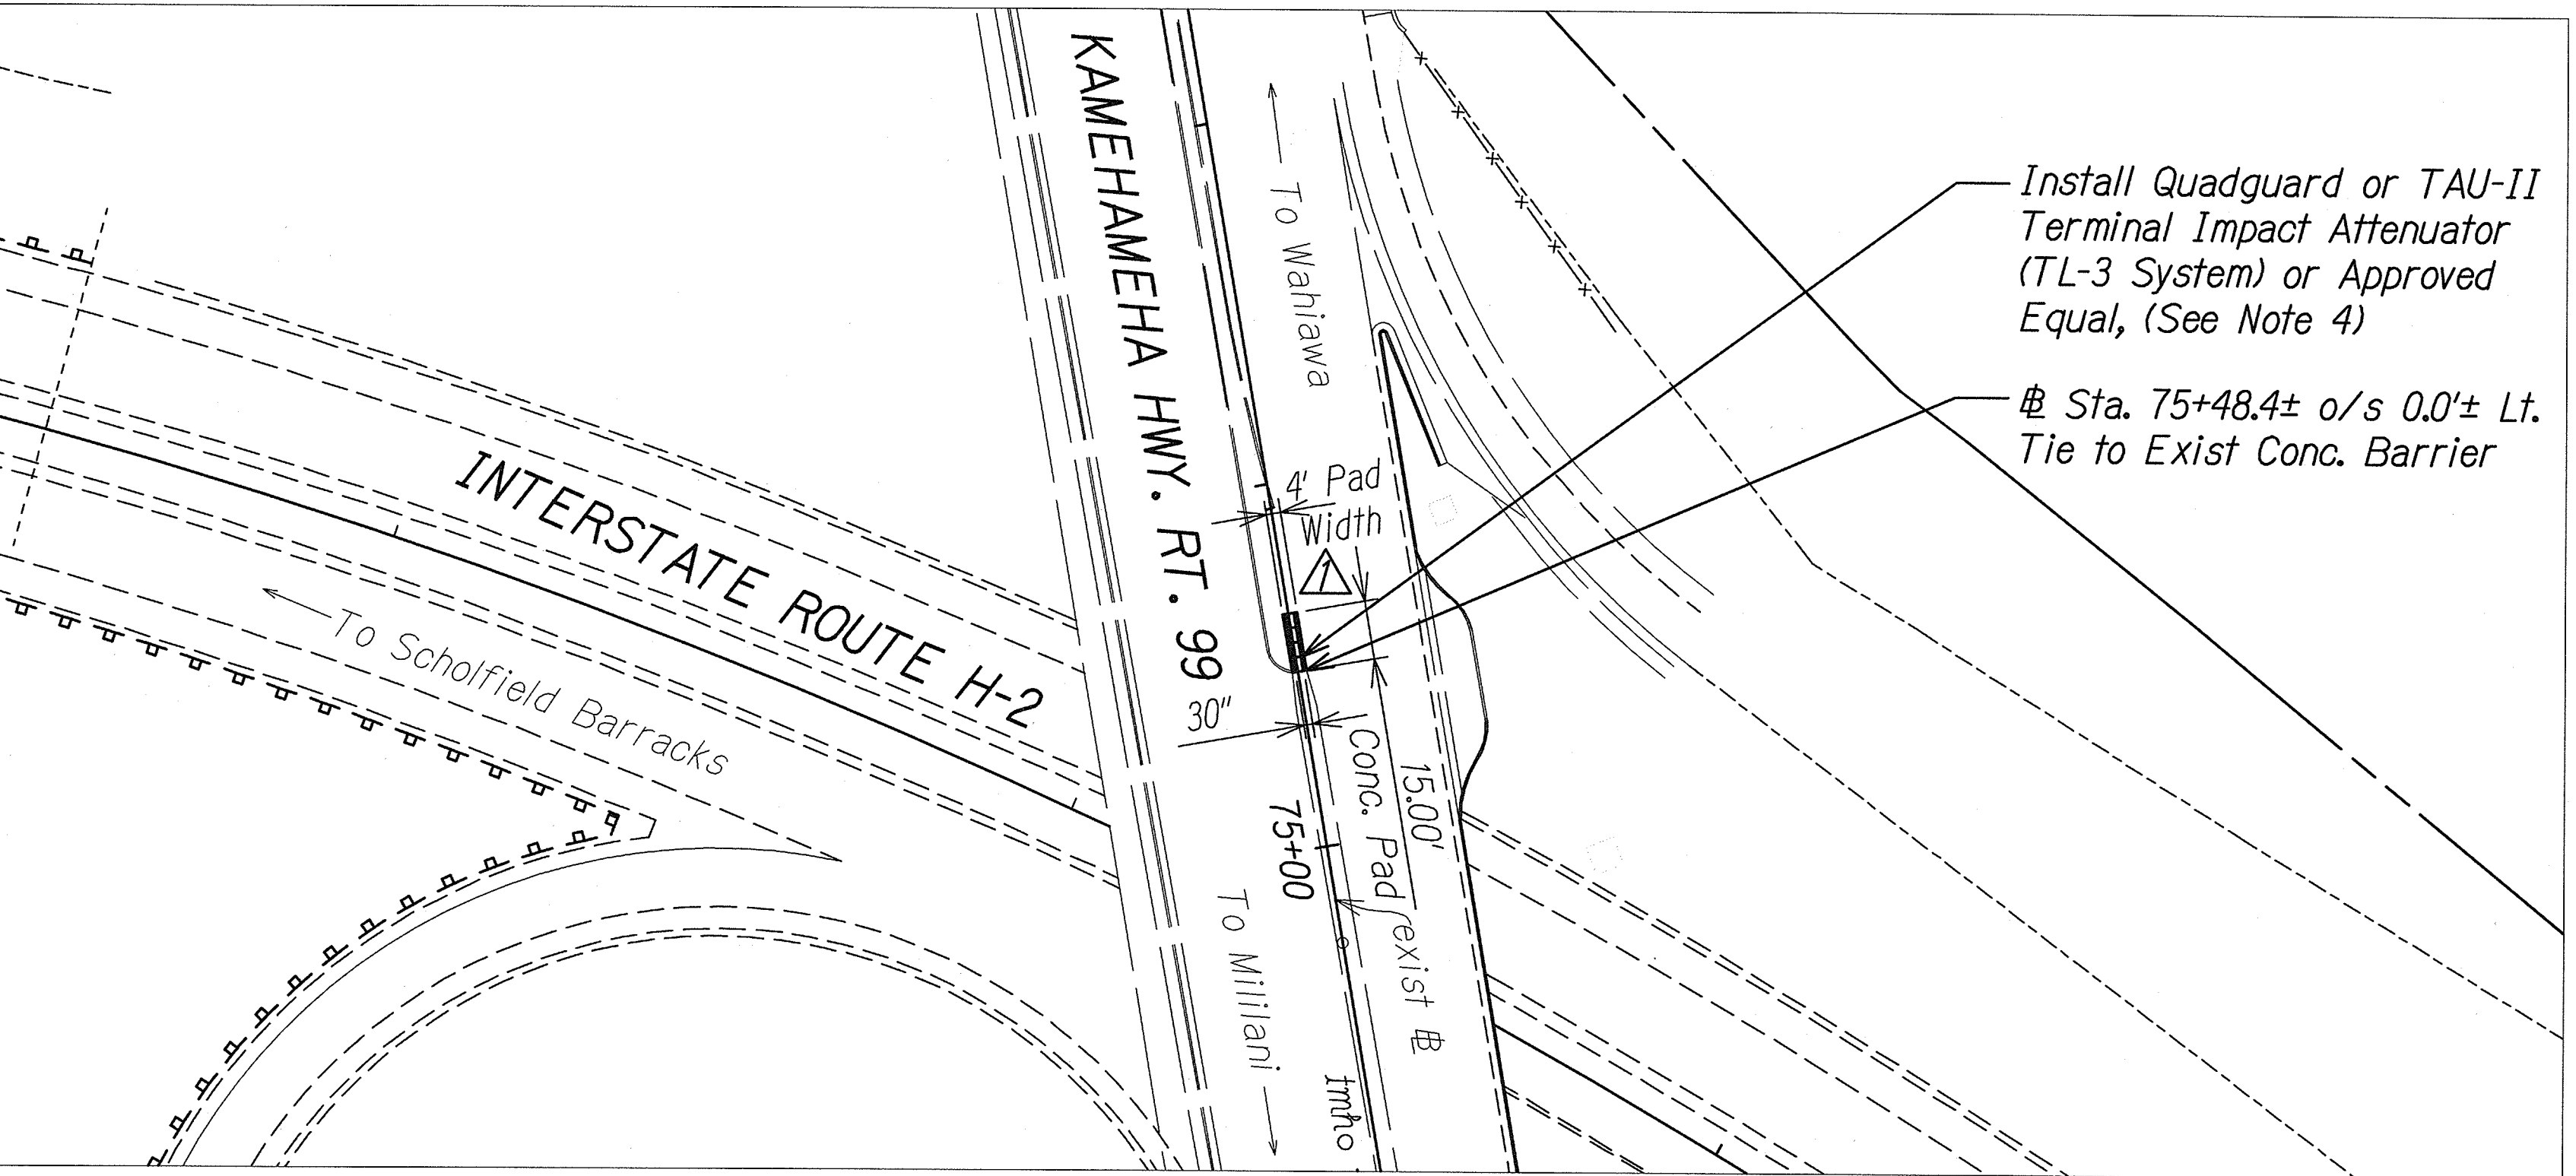 KAMEHAMEHA HWY. RT. 99
To Wahiawa
Install Quadguard or TAU-II
Terminal Impact Attenuator
(TL-3 System) or Approved
Equal, (See Note 4)
℄ Sta. 75+48.4± o/s 0.0'± Lt.
Tie to Exist Conc. Barrier
4' Pad
Width
1
INTERSTATE ROUTE H-2
To Scholfield Barracks
30"
15.00'
Conc. Pad
75+00
exist ℄
To Mililani
tmho